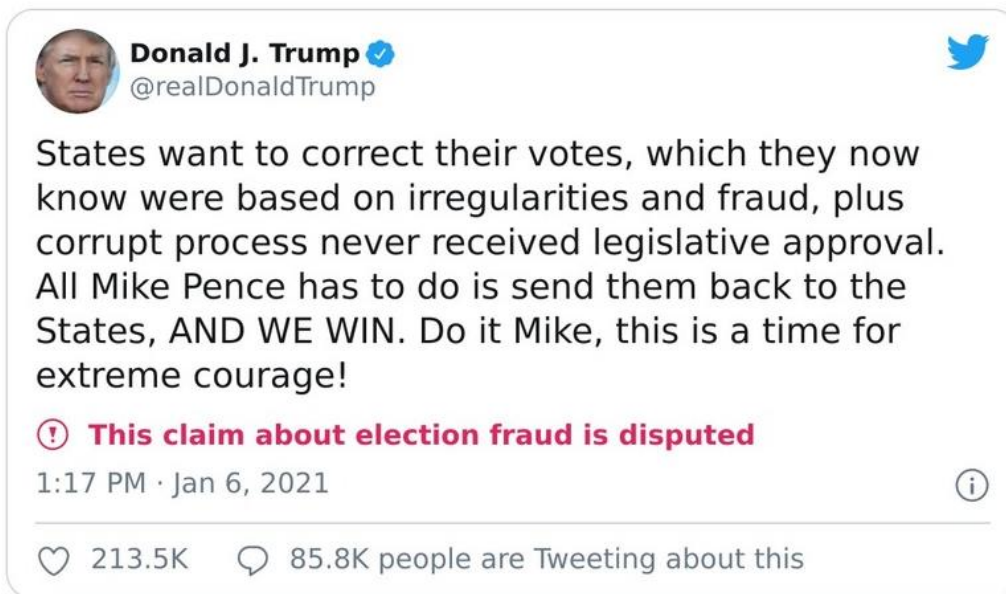 Donald J. Trump
@realDonaldTrump
States want to correct their votes, which they now
know were based on irregularities and fraud, plus
corrupt process never received legislative approval.
All Mike Pence has to do is send them back to the
States, AND WE WIN. Do it Mike, this is a time for
extreme courage!
This claim about election fraud is disputed
1:17 PM · Jan 6, 2021
213.5K 85.8K people are Tweeting about this